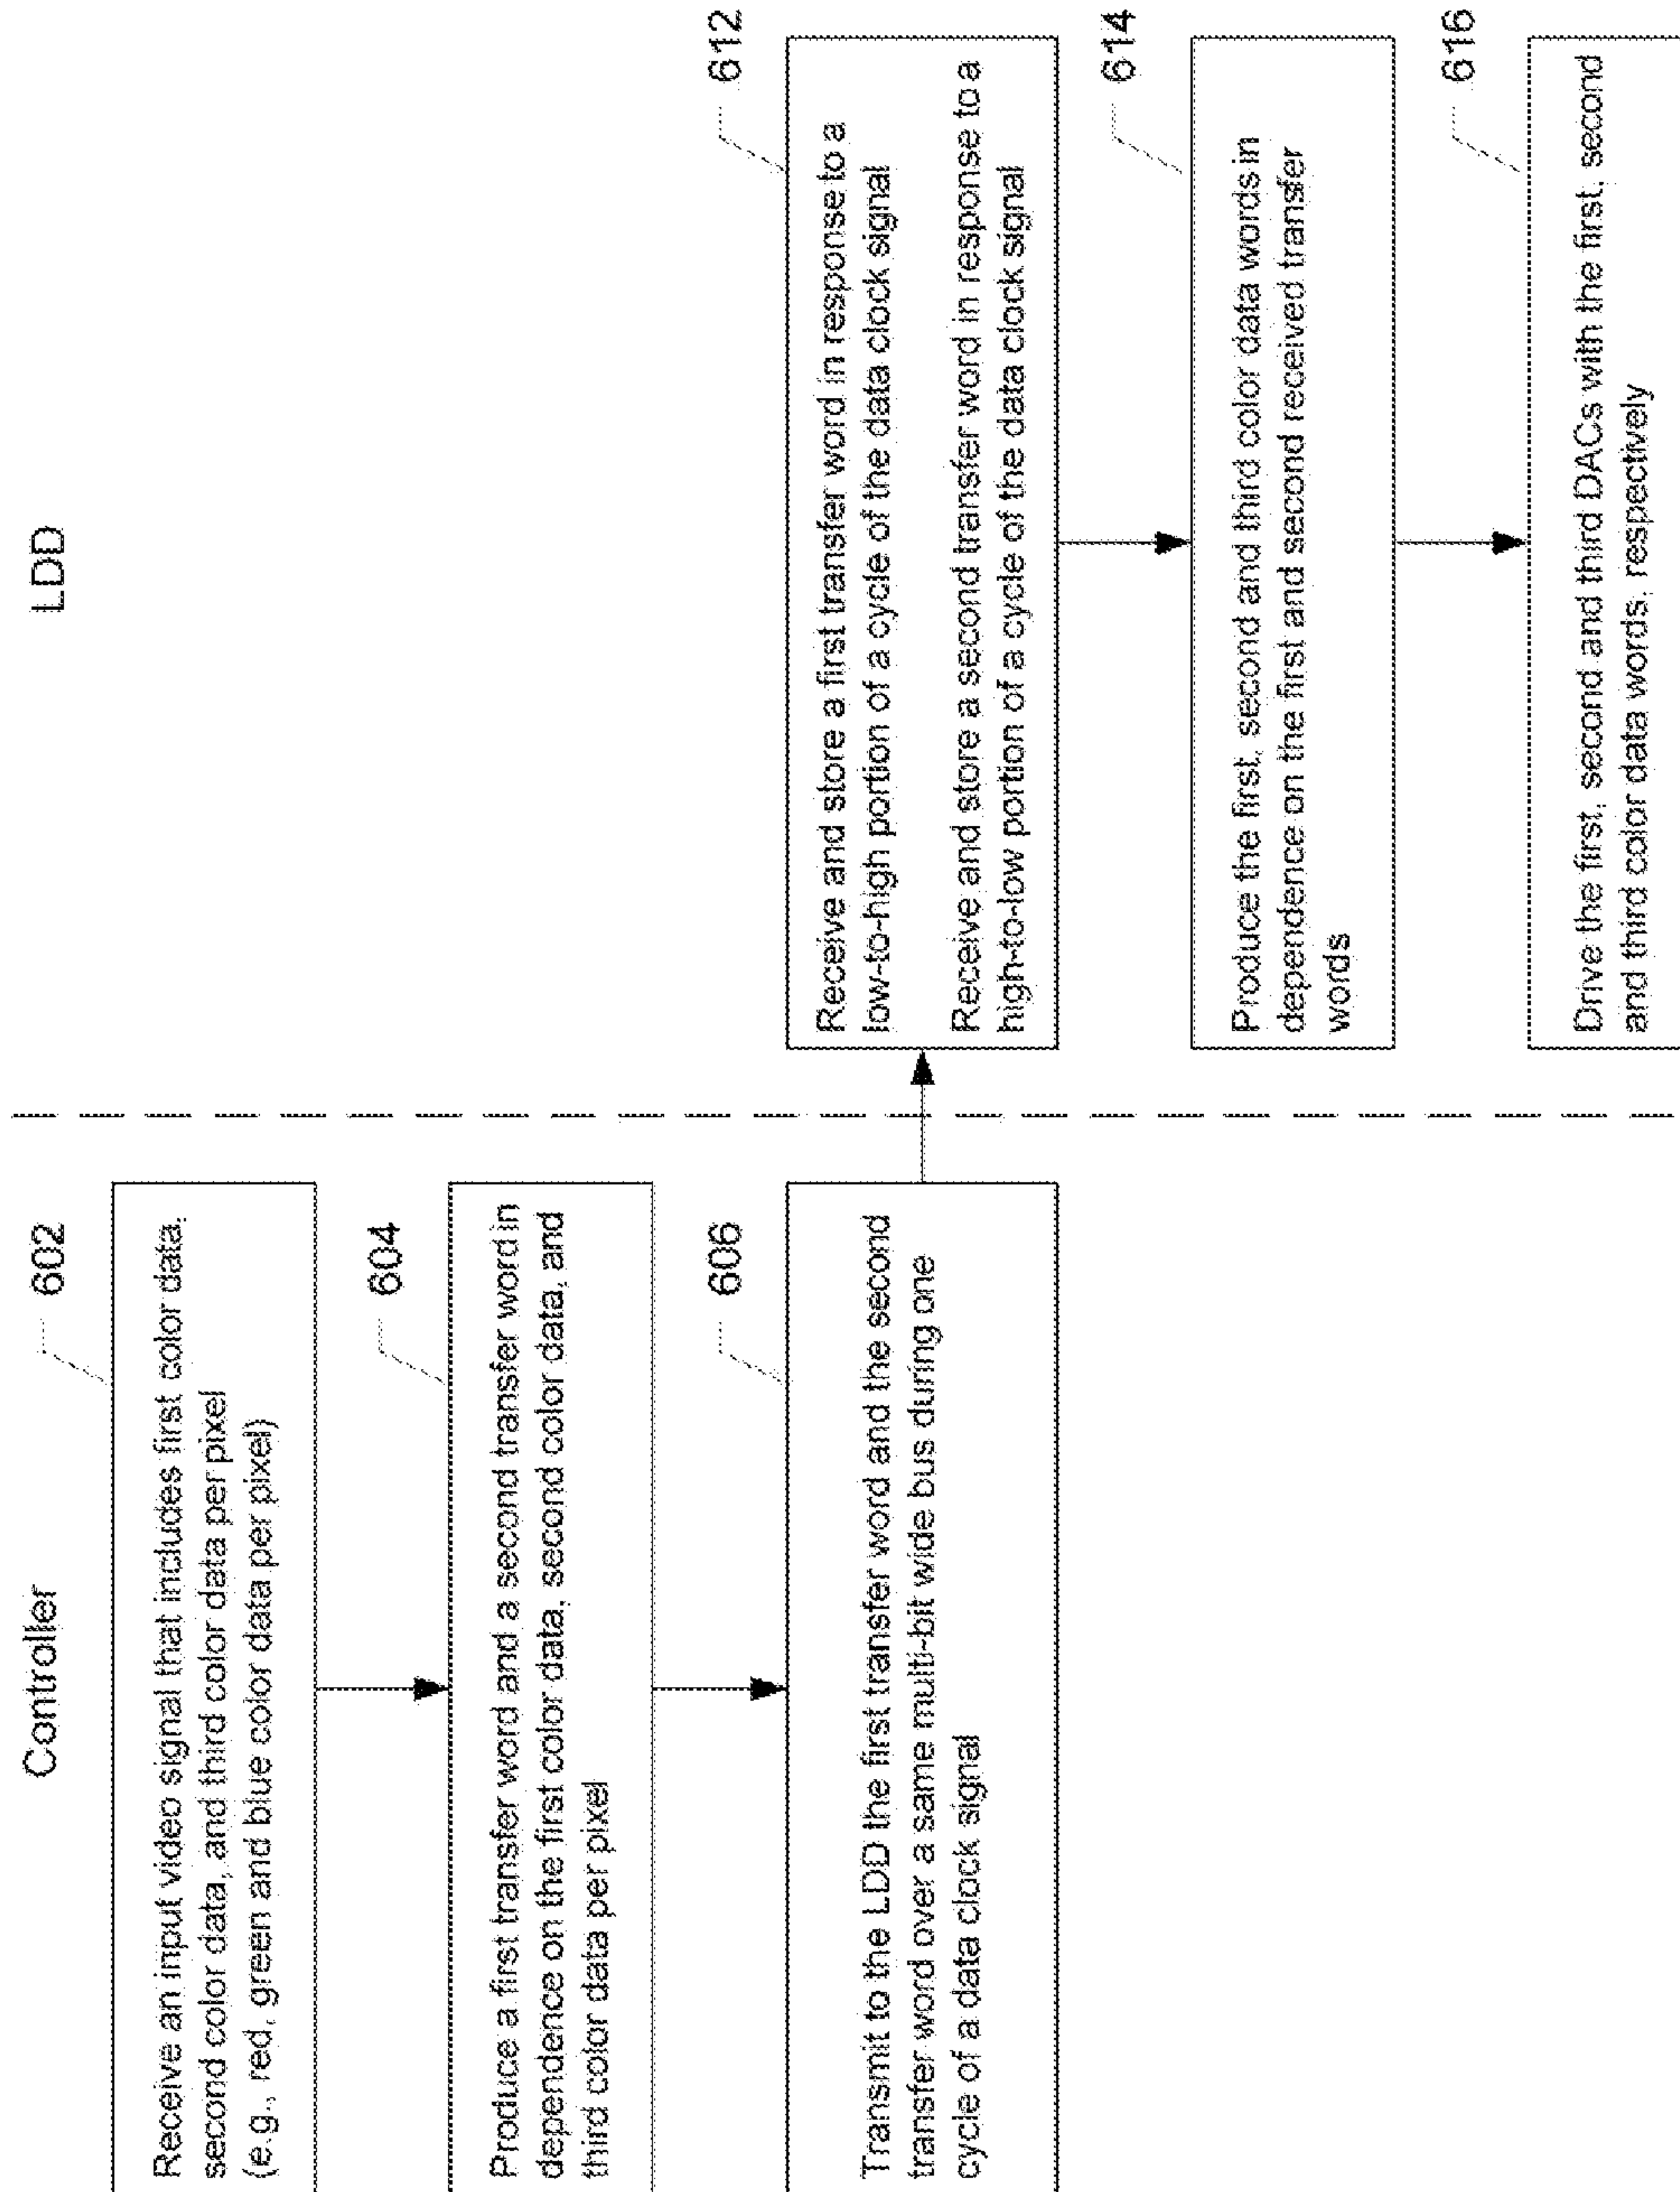 Controller
602
Receive an input video signal that includes first color data,
second color data, and third color data per pixel
(e.g., red, green and blue color data per pixel)
604
Produce a first transfer word and a second transfer word in
dependence on the first color data, second color data, and
third color data per pixel
606
Transmit to the LDD the first transfer word and the second
transfer word over a same multi-bit wide bus during one
cycle of a data clock signal
LDD
612
Receive and store a first transfer word in response to a
low-to-high portion of a cycle of the data clock signal
Receive and store a second transfer word in response to a
high-to-low portion of a cycle of the data clock signal
614
Produce the first, second and third color data words in
dependence on the first and second received transfer
words
616
Drive the first, second and third DACs with the first, second
and third color data words, respectively